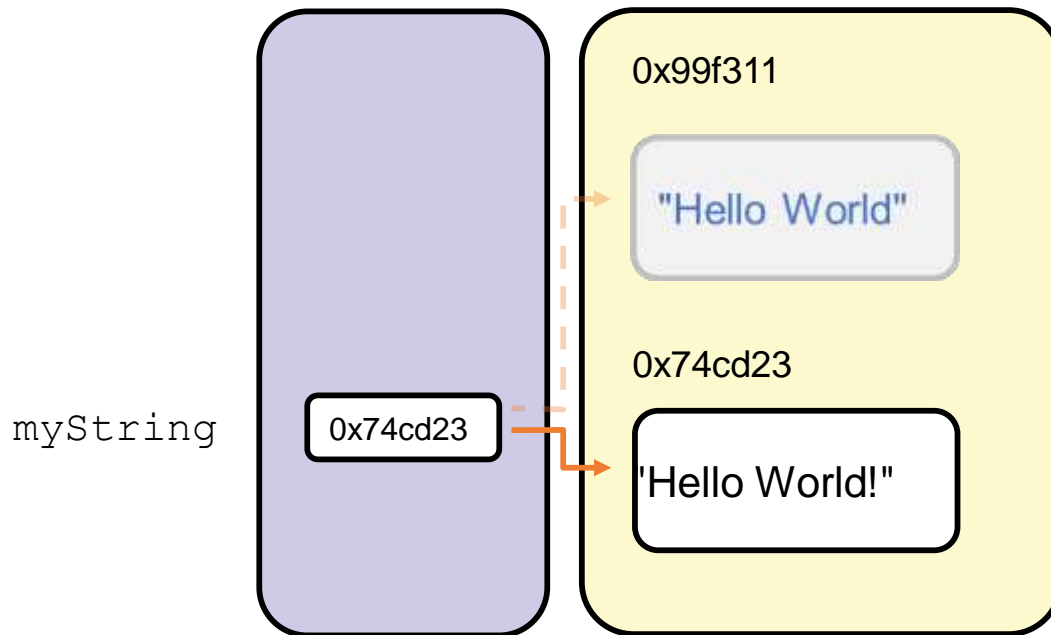 0x99f311
"Hello World"
0x74cd23
myString
0x74cd23
"Hello World!"